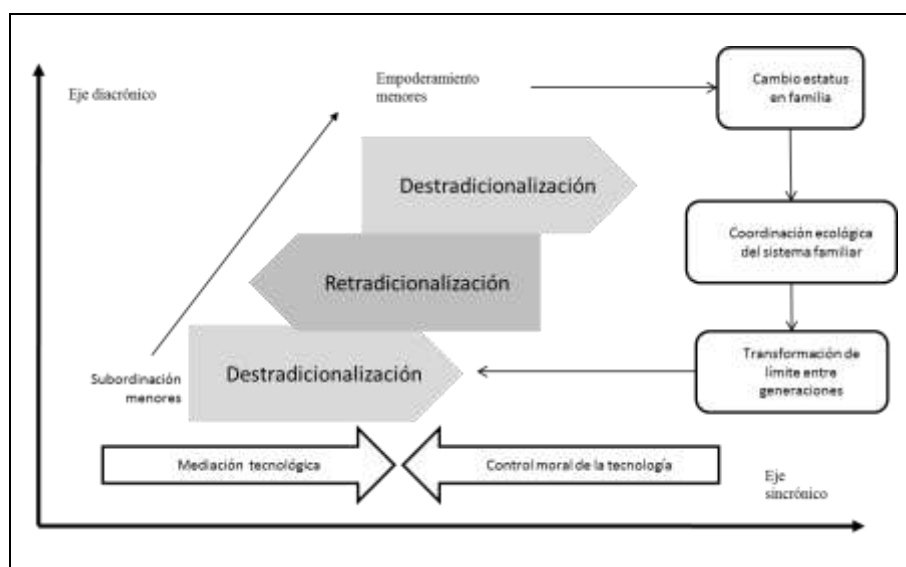 Eje diacrónico
Empoderamiento
menores
Cambio estatus
en familia
Destradicionalización
Coordinación ecológica
del sistema familiar
Retradicionalización
Transformación de
límite entre
generaciones
Subordinación
menores
Destradicionalización
Mediación tecnológica
Control moral de la tecnología
Eje
sincrónico